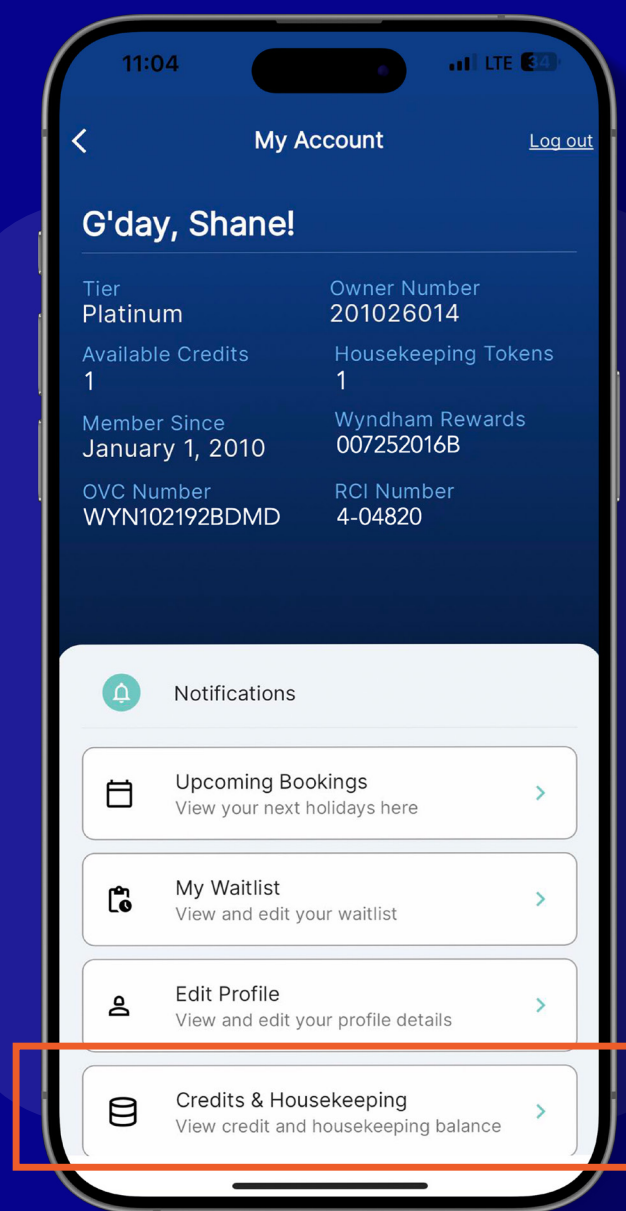 11:04 LTE 34
My Account Log out
G'day, Shane!
Tier Owner Number
Platinum 201026014
Available Credits Housekeeping Tokens
1 1
Member Since Wyndham Rewards
January 1, 2010 007252016B
OVC Number RCI Number
WYN102192BDMD 4-04820
Notifications
Upcoming Bookings
View your next holidays here
My Waitlist
View and edit your waitlist
Edit Profile
View and edit your profile details
Credits & Housekeeping
View credit and housekeeping balance